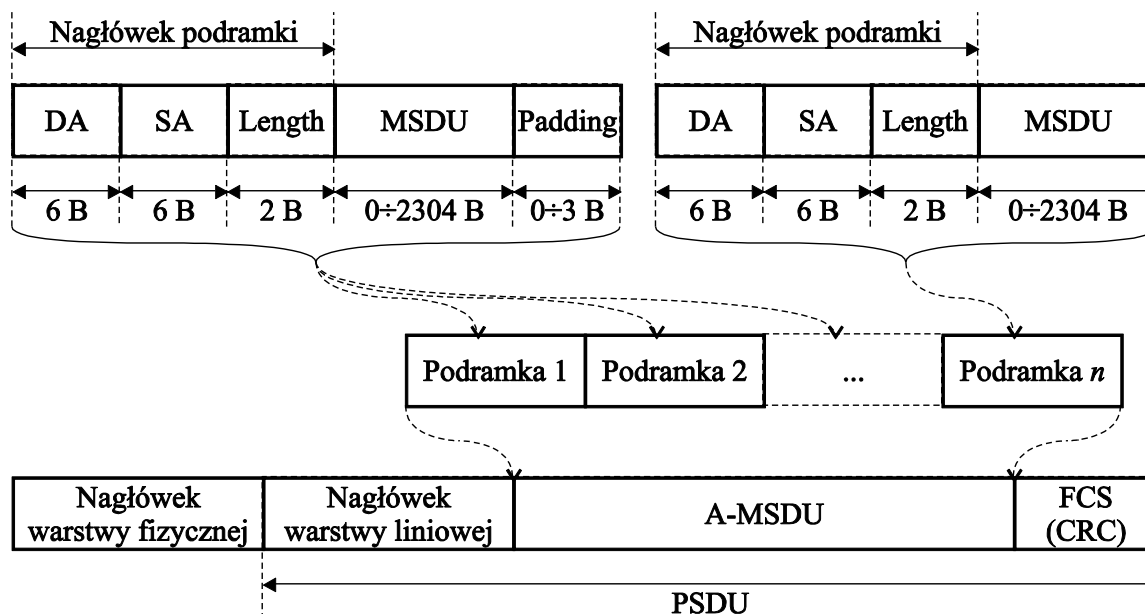 Nagłówek podramki
Nagłówek podramki
DA SA Length MSDU Padding
DA SA Length MSDU
6 B 6 B 2 B 0÷2304 B 0÷3 B
6 B 6 B 2 B 0÷2304 B
Podramka 1 Podramka 2 ... Podramka n
Nagłówek
warstwy fizycznej
Nagłówek
warstwy liniowej
A-MSDU
FCS
(CRC)
PSDU